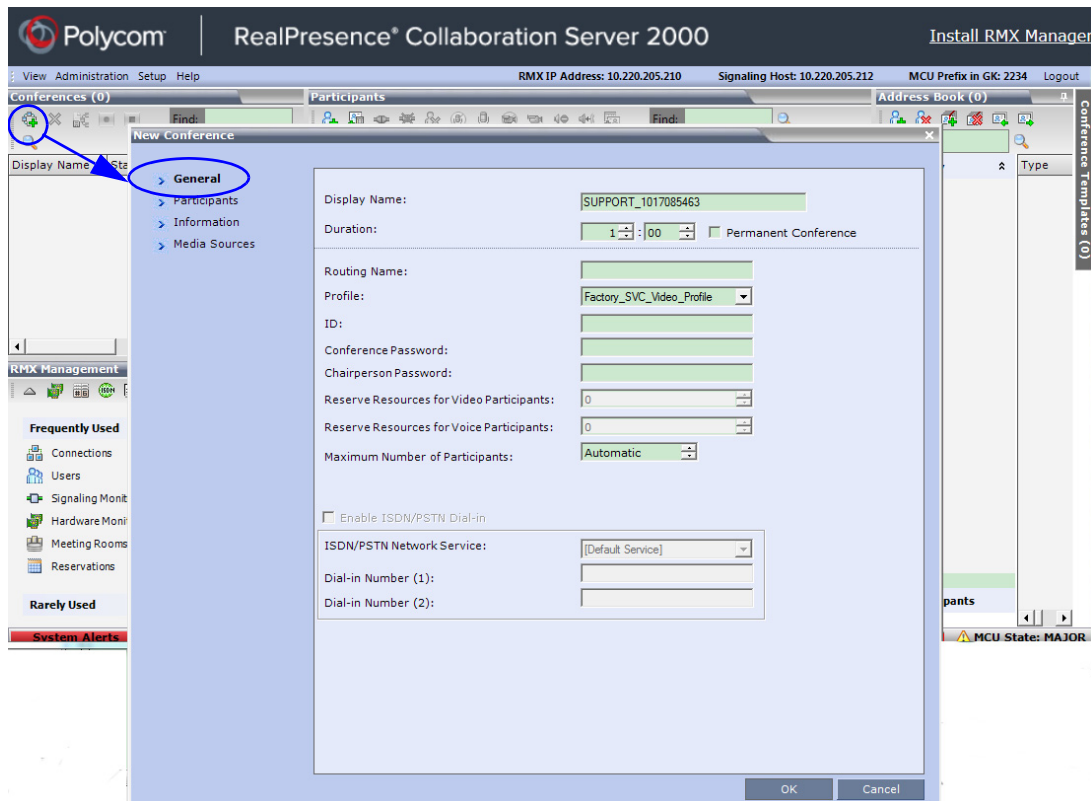 Polycom RealPresence® Collaboration Server 2000 Install RMX Manager
View Administration Setup Help RMX IP Address: 10.220.205.210 Signaling Host: 10.220.205.212 MCU Prefix in GK: 2234 Logout
Conferences (0) Participants Address Book (0)
Find: Find:
Conference Templates (0)
New Conference
Display Name Sta Type
General
Participants
Information
Media Sources
Display Name: SUPPORT_1017085463
Duration: 1 : 00 Permanent Conference
Routing Name:
Profile: Factory_SVC_Video_Profile
ID:
Conference Password:
Chairperson Password:
Reserve Resources for Video Participants: 0
Reserve Resources for Voice Participants: 0
Maximum Number of Participants: Automatic
Enable ISDN/PSTN Dial-in
ISDN/PSTN Network Service: [Default Service]
Dial-in Number (1):
Dial-in Number (2):
RMX Management
Frequently Used
Connections
Users
Signaling Monit
Hardware Moni
Meeting Rooms
Reservations
Rarely Used
pants
System Alerts MCU State: MAJOR
OK Cancel